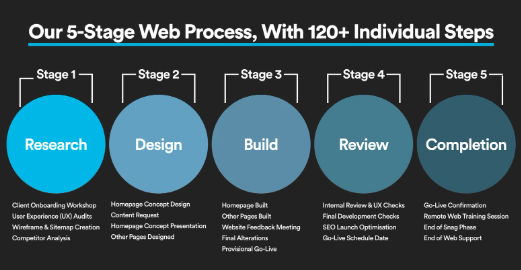 Our 5-Stage Web Process, With 120+ Individual Steps
Stage 1
Stage 2
Stage 3
Stage 4
Stage 5
Research
Design
Build
Review
Completion
Client Onboarding Workshop
User Experience (UX) Audits
Wireframe & Sitemap Creation
Competitor Analysis
Homepage Concept Design
Content Request
Homepage Concept Presentation
Other Pages Designed
Homepage Built
Other Pages Built
Website Feedback Meeting
Final Alterations
Provisional Go-Live
Internal Review & UX Checks
Final Development Checks
SEO Launch Optimisation
Go-Live Schedule Date
Go-Live Confirmation
Remote Web Training Session
End of Snag Phase
End of Web Support